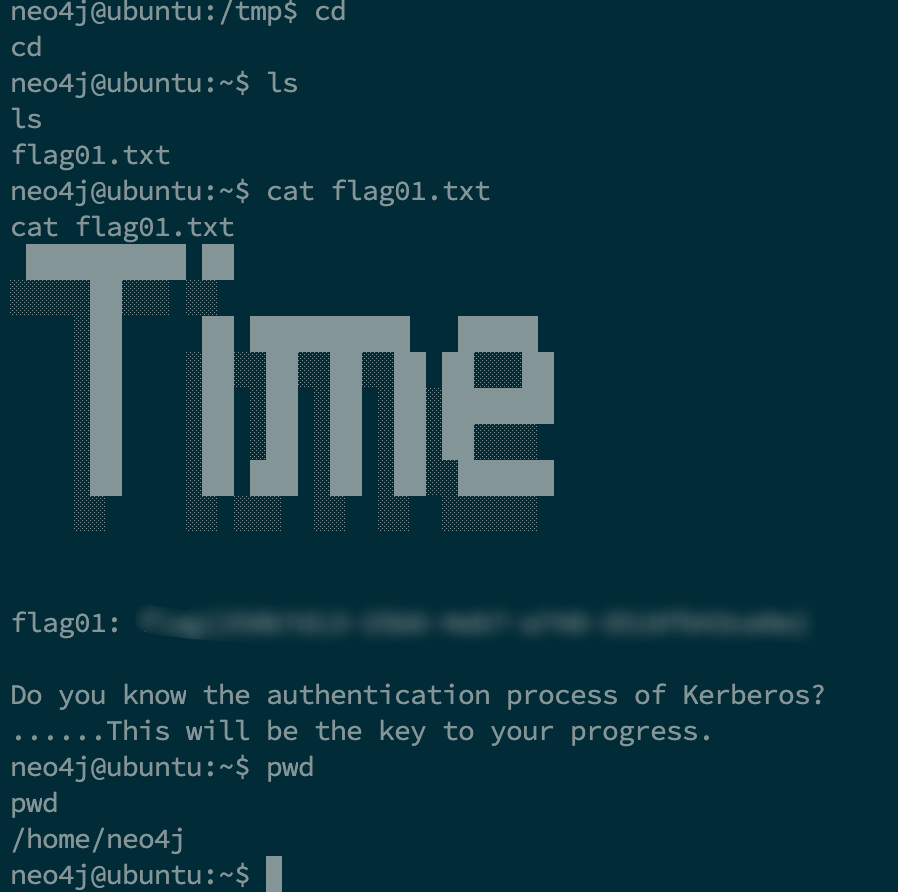 neo4j@ubuntu:/tmp$ cd
cd
neo4j@ubuntu:~$ ls
ls
flag01.txt
neo4j@ubuntu:~$ cat flag01.txt
cat flag01.txt
Time
flag01:
Do you know the authentication process of Kerberos?
......This will be the key to your progress.
neo4j@ubuntu:~$ pwd
pwd
/home/neo4j
neo4j@ubuntu:~$